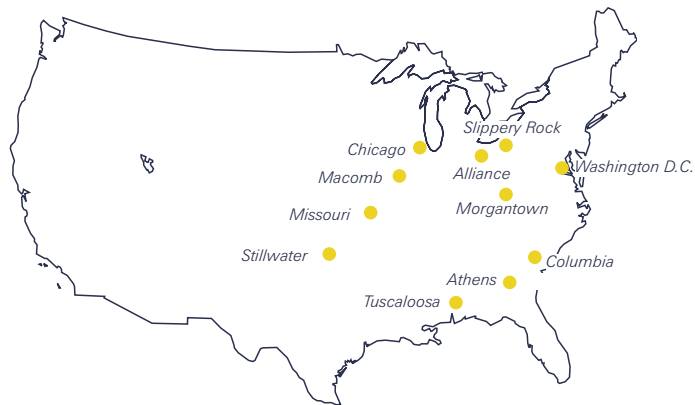 Slippery Rock
Chicago
Alliance
Washington D.C.
Macomb
Morgantown
Missouri
Stillwater
Columbia
Athens
Tuscaloosa